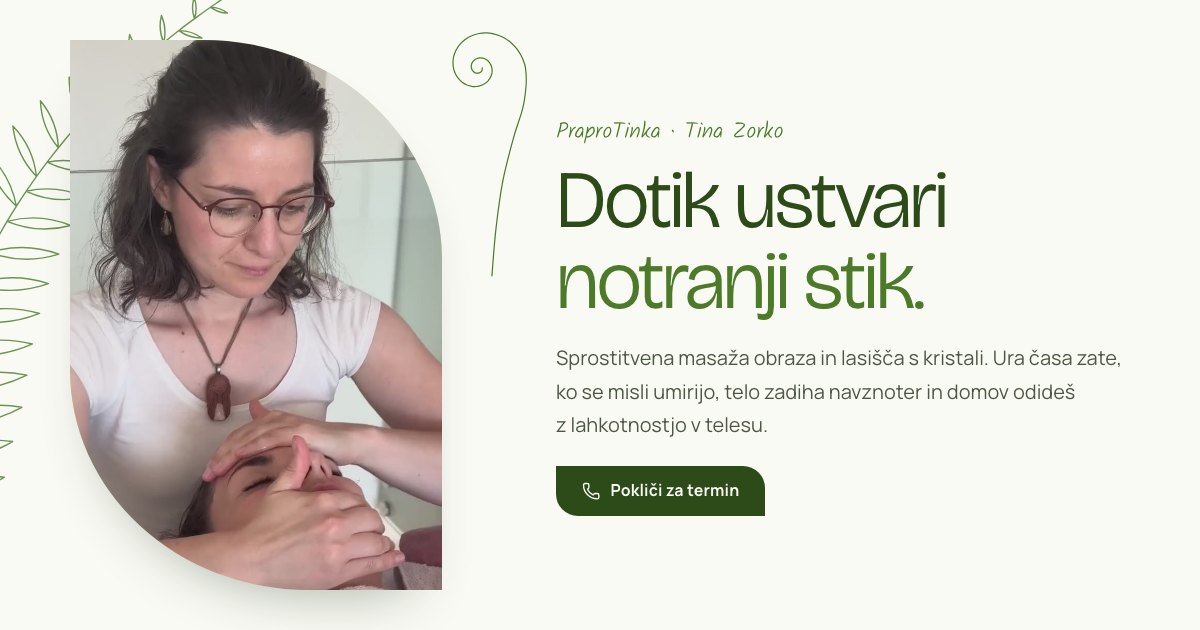 PraproTinka · Tina Zorko
Dotik ustvari
notranji stik.
Sprostitvena masaža obraza in lasišča s kristali. Ura časa zate,
ko se misli umirijo, telo zadiha navznoter in domov odideš
z lahkotnostjo v telesu.
Pokliči za termin